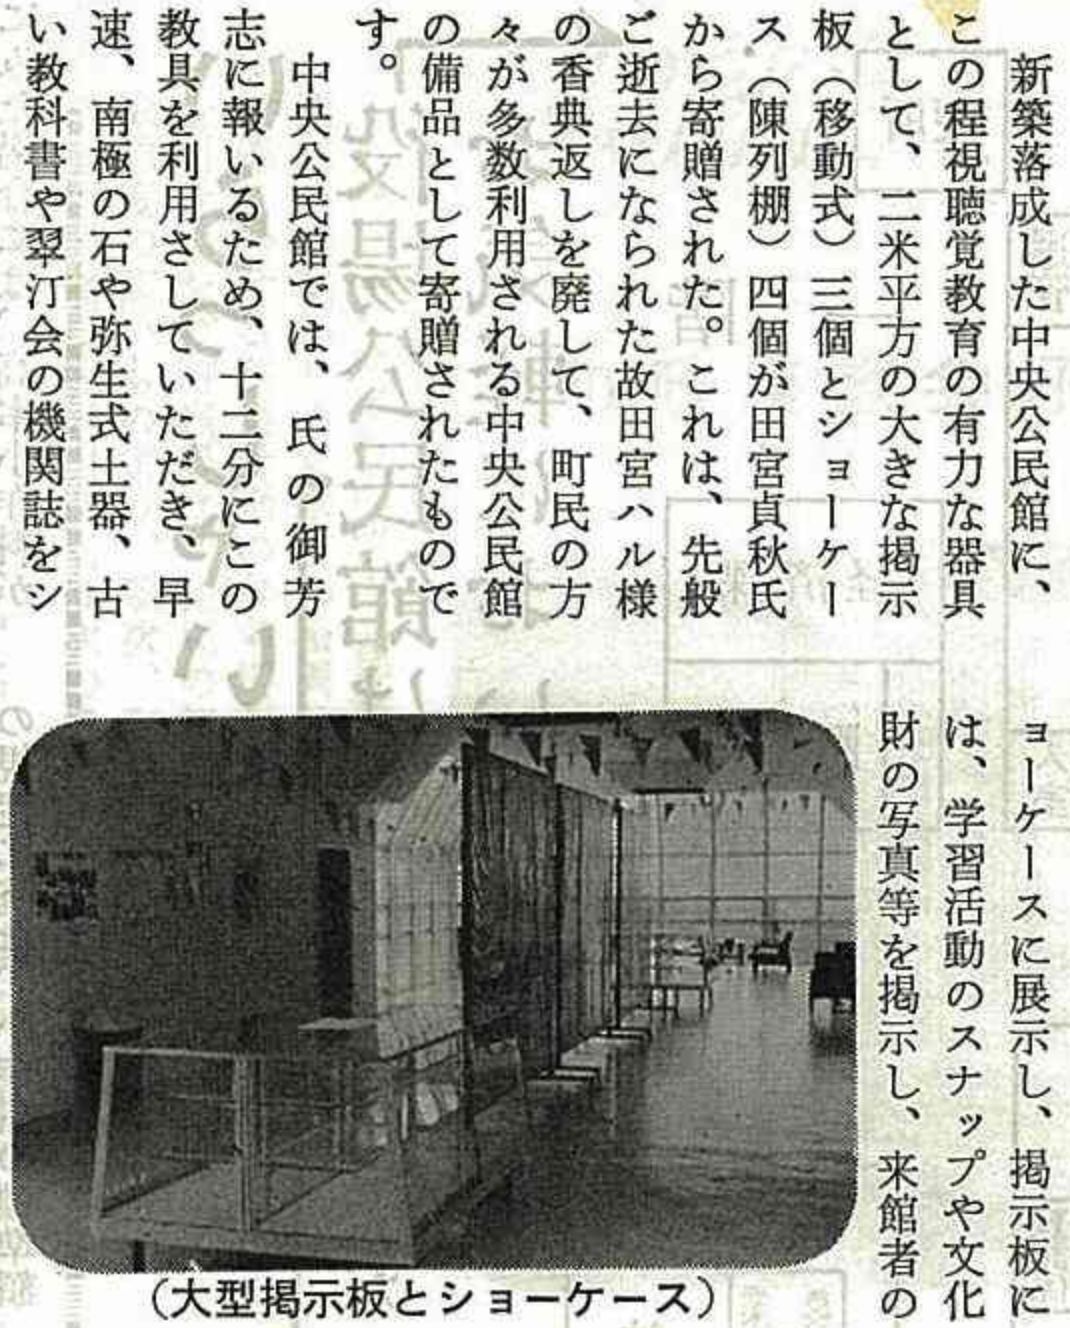 新築落成した中央公民館に、
この程視聴覚教育の有力な器具
として、二米平方の大きな掲示
板（移動式）三個とショーケー
ス（陳列棚）四個が田宮貞秋氏
から寄贈された。これは、先般
ご逝去になられた故田宮ハル様
の香典返しを廃して、町民の方
々が多数利用される中央公民館
の備品として寄贈されたもので
す。
中央公民館では、氏の御芳
志に報いるため、十二分にこの
教具を利用さしていただき、早
速、南極の石や弥生式土器、古
い教科書や翠汀会の機関誌をシ
ョーケースに展示し、掲示板に
は、学習活動のスナップや文化
財の写真等を掲示し、来館者の
（大型掲示板とショーケース）